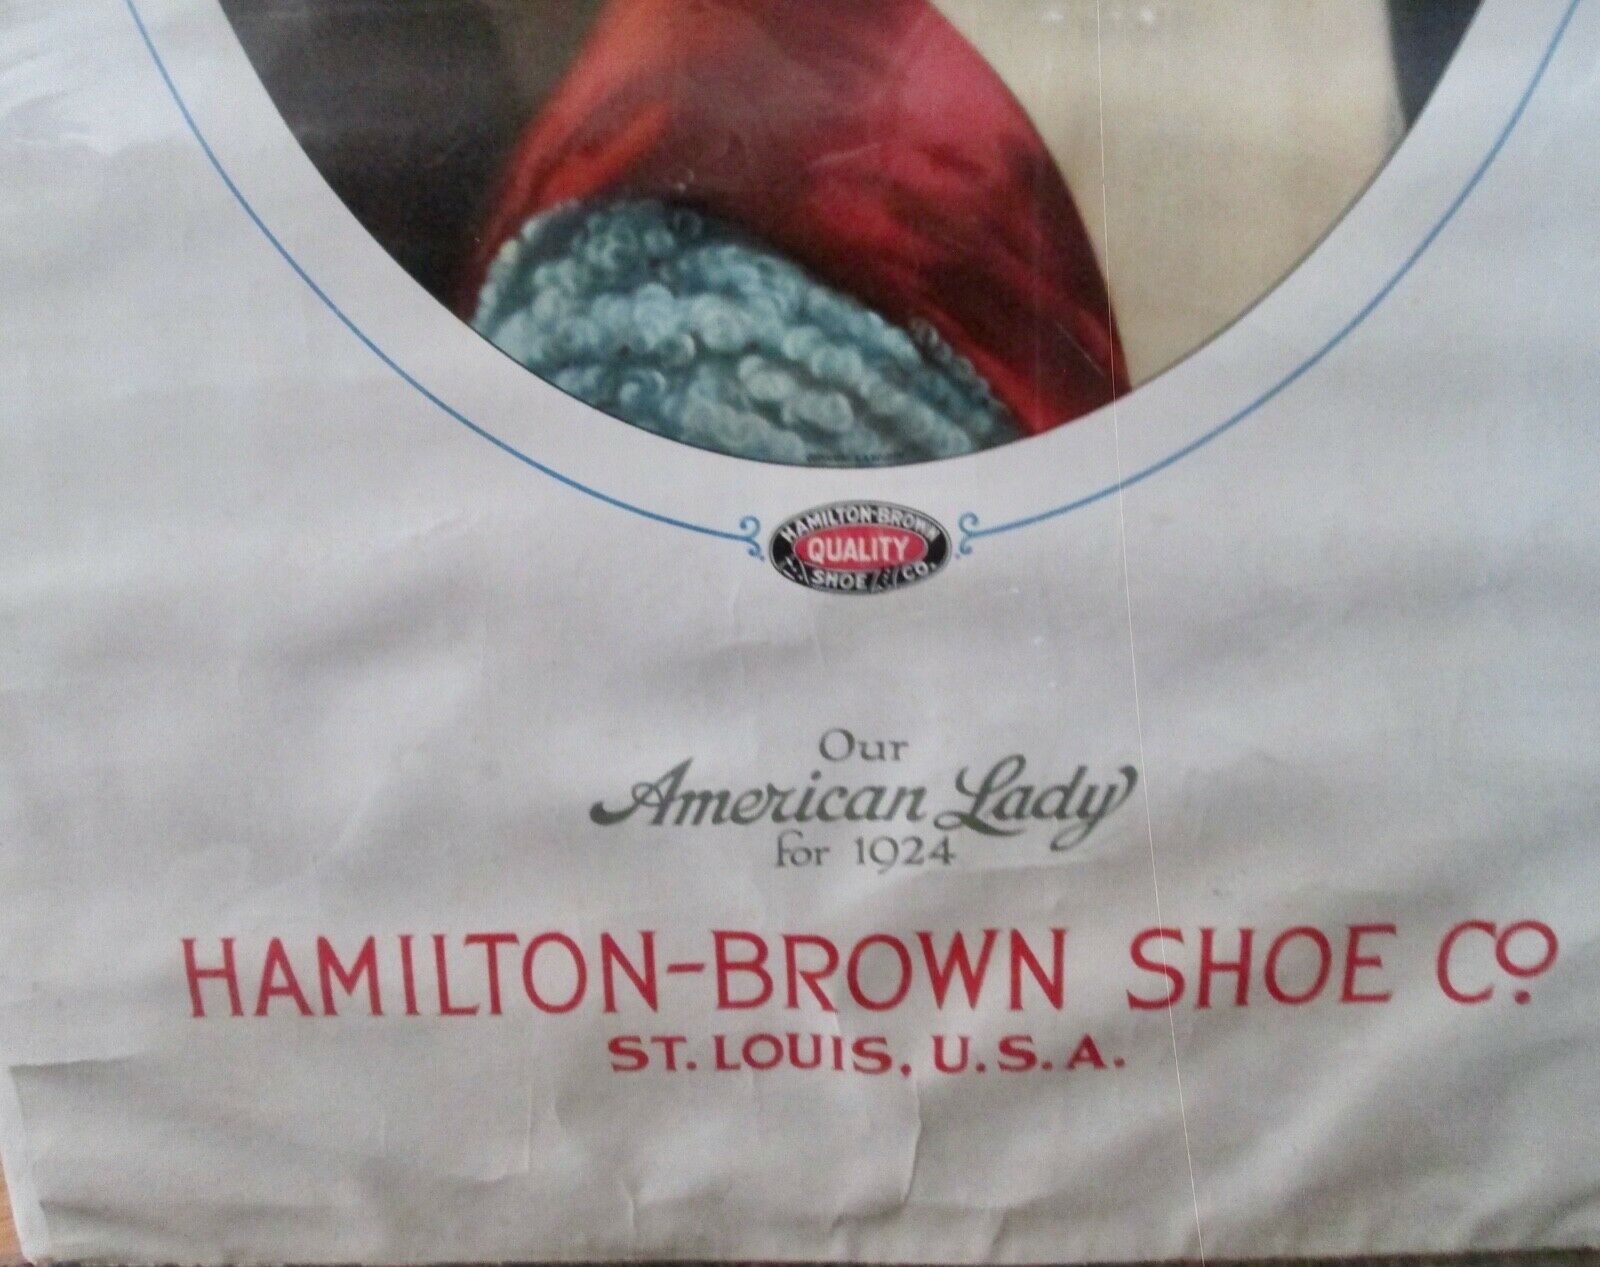 HAMILTON-BROWN
QUALITY
SHOE CO.
Our
American Lady
for 1924
HAMILTON-BROWN SHOE CO.
ST. LOUIS, U.S.A.